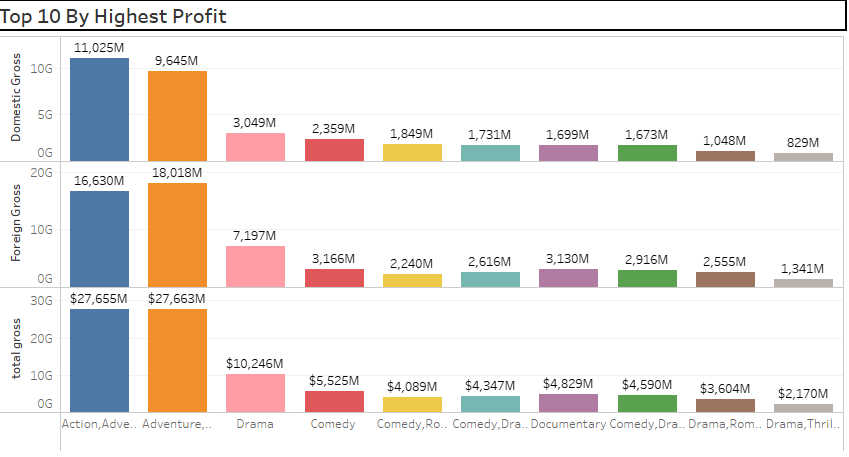 Top 10 By Highest Profit
Domestic Gross
10G
5G
0G
11,025M 9,645M 3,049M 2,359M 1,849M 1,731M 1,699M 1,673M 1,048M 829M
Foreign Gross
20G
10G
0G
16,630M 18,018M 7,197M 3,166M 2,240M 2,616M 3,130M 2,916M 2,555M 1,341M
total gross
30G
20G
10G
0G
$27,655M $27,663M $10,246M $5,525M $4,089M $4,347M $4,829M $4,590M $3,604M $2,170M
Action,Adve.. Adventure,.. Drama Comedy Comedy,Ro.. Comedy,Dra.. Documentary Comedy,Dra.. Drama,Rom.. Drama,Thril..